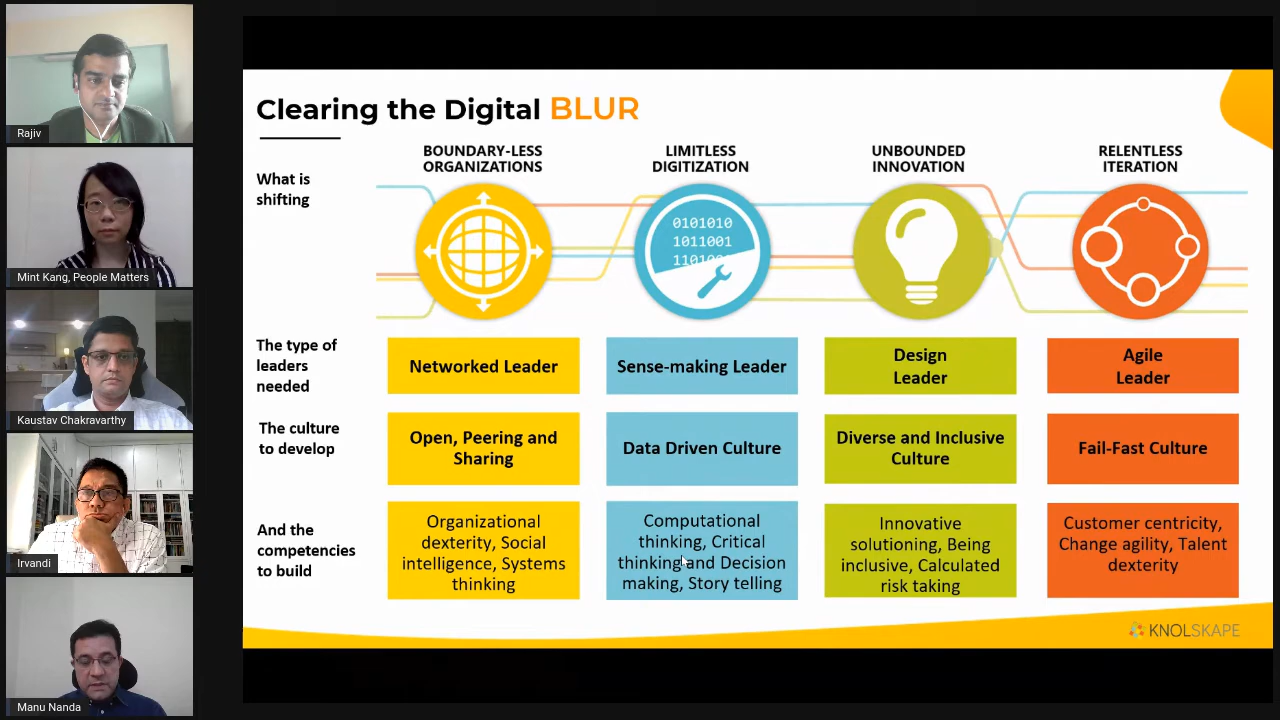 Rajiv
Mint Kang, People Matters
Kaustav Chakravarthy
Irvandi
Manu Nanda
Clearing the Digital BLUR
What is
shifting
BOUNDARY-LESS
ORGANIZATIONS
LIMITLESS
DIGITIZATION
UNBOUNDED
INNOVATION
RELENTLESS
ITERATION
0101010
1011001
The type of
leaders
needed
Networked Leader
Sense-making Leader
Design
Leader
Agile
Leader
The culture
to develop
Open, Peering and
Sharing
Data Driven Culture
Diverse and Inclusive
Culture
Fail-Fast Culture
And the
competencies
to build
Organizational
dexterity, Social
intelligence, Systems
thinking
Computational
thinking, Critical
thinking and Decision
making, Story telling
Innovative
solutioning, Being
inclusive, Calculated
risk taking
Customer centricity,
Change agility, Talent
dexterity
KNOLSKAPE